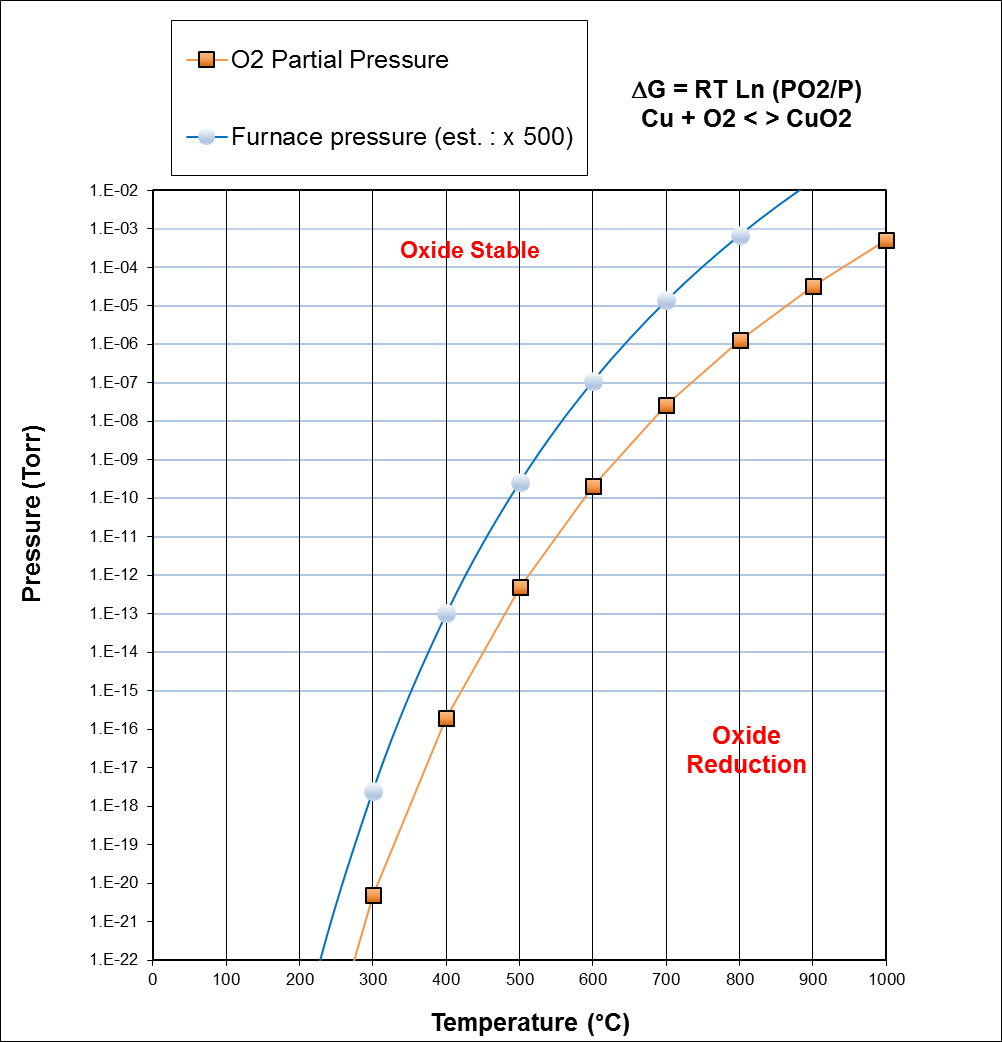 O2 Partial Pressure
Furnace pressure (est. : x 500)
ΔG = RT Ln (PO2/P)
Cu + O2 < > CuO2
1.E-02
1.E-03
1.E-04
1.E-05
1.E-06
1.E-07
1.E-08
1.E-09
1.E-10
1.E-11
1.E-12
1.E-13
1.E-14
1.E-15
1.E-16
1.E-17
1.E-18
1.E-19
1.E-20
1.E-21
1.E-22
Pressure (Torr)
Oxide Stable
Oxide
Reduction
0 100 200 300 400 500 600 700 800 900 1000
Temperature (°C)